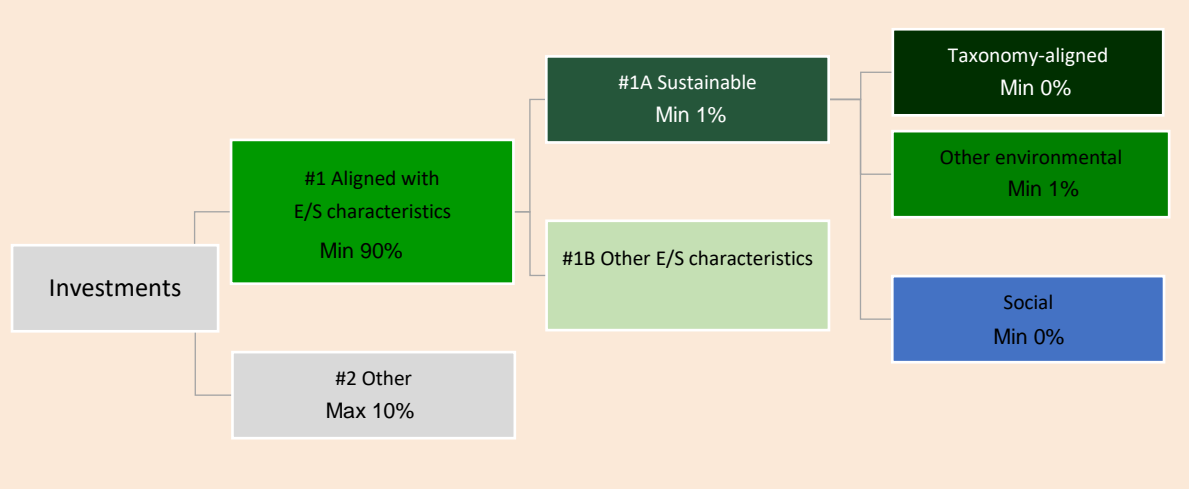 Investments
#1 Aligned with
E/S characteristics
Min 90%
#2 Other
Max 10%
#1A Sustainable
Min 1%
#1B Other E/S characteristics
Taxonomy-aligned
Min 0%
Other environmental
Min 1%
Social
Min 0%